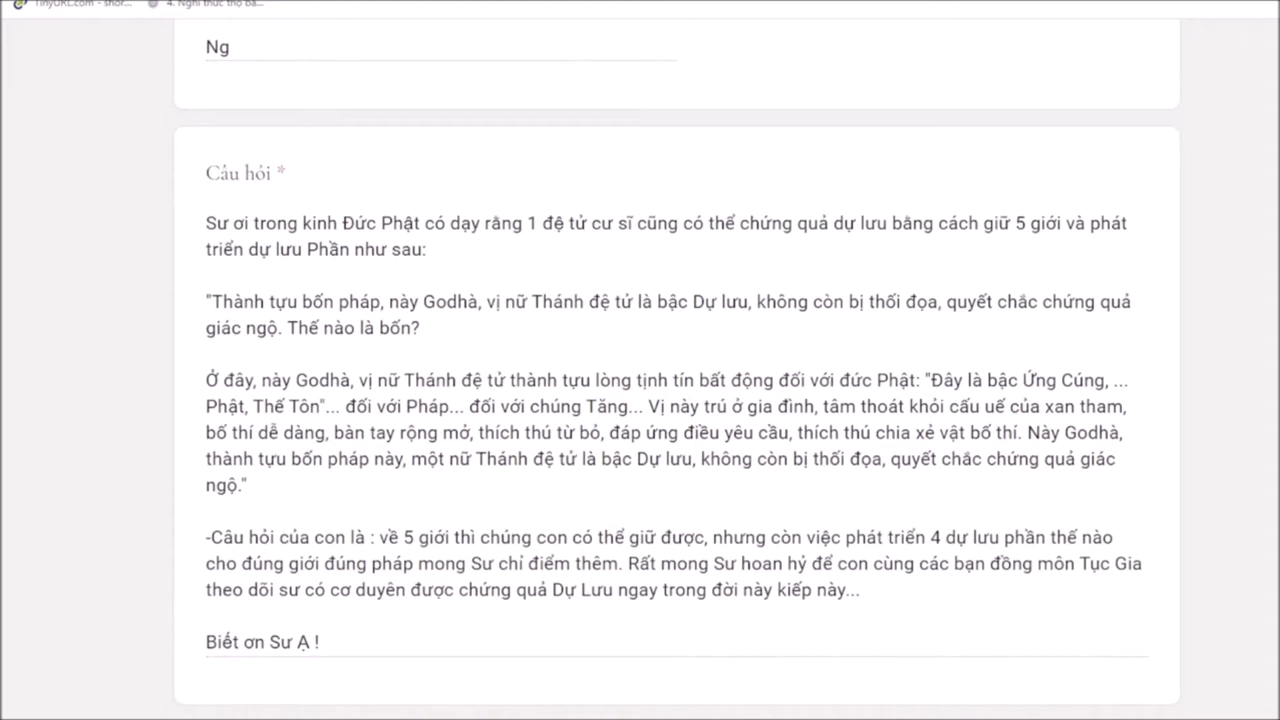 TinyURL.com - shor...
4. Nghi thức thọ bá...
Ng
Câu hỏi *
Sư ơi trong kinh Đức Phật có dạy rằng 1 đệ tử cư sĩ cũng có thể chứng quả dự lưu bằng cách giữ 5 giới và phát
triển dự lưu Phần như sau:
"Thành tựu bốn pháp, này Godhà, vị nữ Thánh đệ tử là bậc Dự lưu, không còn bị thối đọa, quyết chắc chứng quả
giác ngộ. Thế nào là bốn?
Ở đây, này Godhà, vị nữ Thánh đệ tử thành tựu lòng tịnh tín bất động đối với đức Phật: "Đây là bậc Ứng Cúng, ...
Phật, Thế Tôn"... đối với Pháp... đối với chúng Tăng... Vị này trú ở gia đình, tâm thoát khỏi cấu uế của xan tham,
bố thí dễ dàng, bàn tay rộng mở, thích thú từ bỏ, đáp ứng điều yêu cầu, thích thú chia xẻ vật bố thí. Này Godhà,
thành tựu bốn pháp này, một nữ Thánh đệ tử là bậc Dự lưu, không còn bị thối đọa, quyết chắc chứng quả giác
ngộ."
-Câu hỏi của con là : về 5 giới thì chúng con có thể giữ được, nhưng còn việc phát triển 4 dự lưu phần thế nào
cho đúng giới đúng pháp mong Sư chỉ điểm thêm. Rất mong Sư hoan hỷ để con cùng các bạn đồng môn Tục Gia
theo dõi sư có cơ duyên được chứng quả Dự Lưu ngay trong đời này kiếp này...
Biết ơn Sư Ạ !